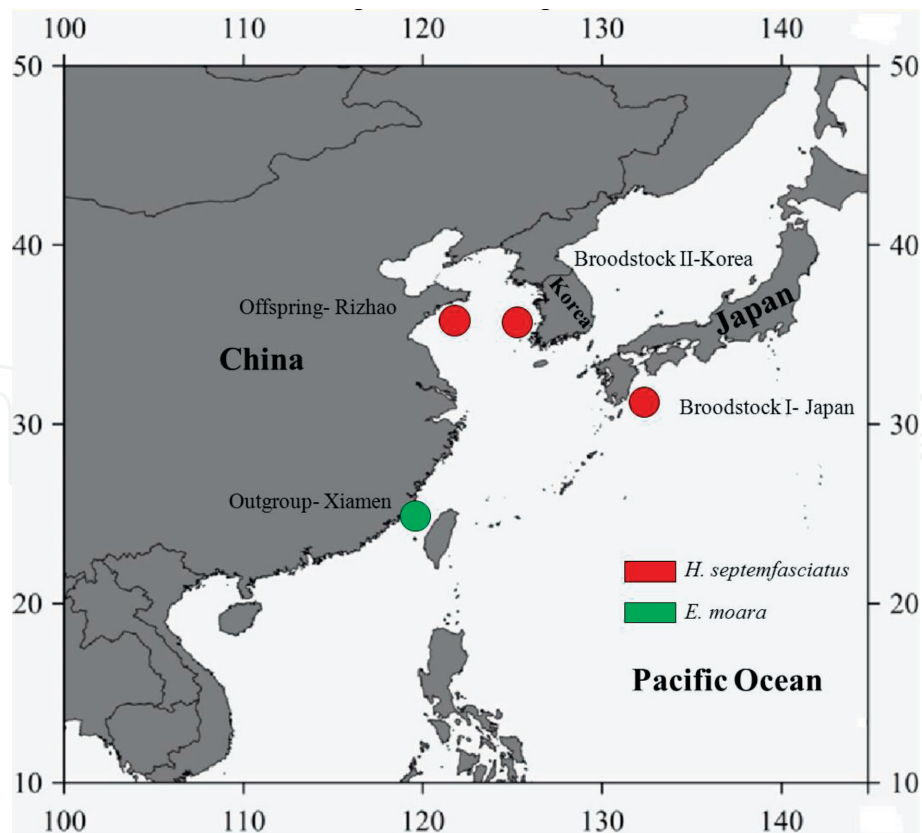 100 110 120 130 140
50 50
40 40
Broodstock II-Korea
Korea
Japan
Offspring- Rizhao
China
Broodstock I- Japan
30 30
Outgroup- Xiamen
H. septemfasciatus
20 20
E. moara
Pacific Ocean
10 10
100 110 120 130 140